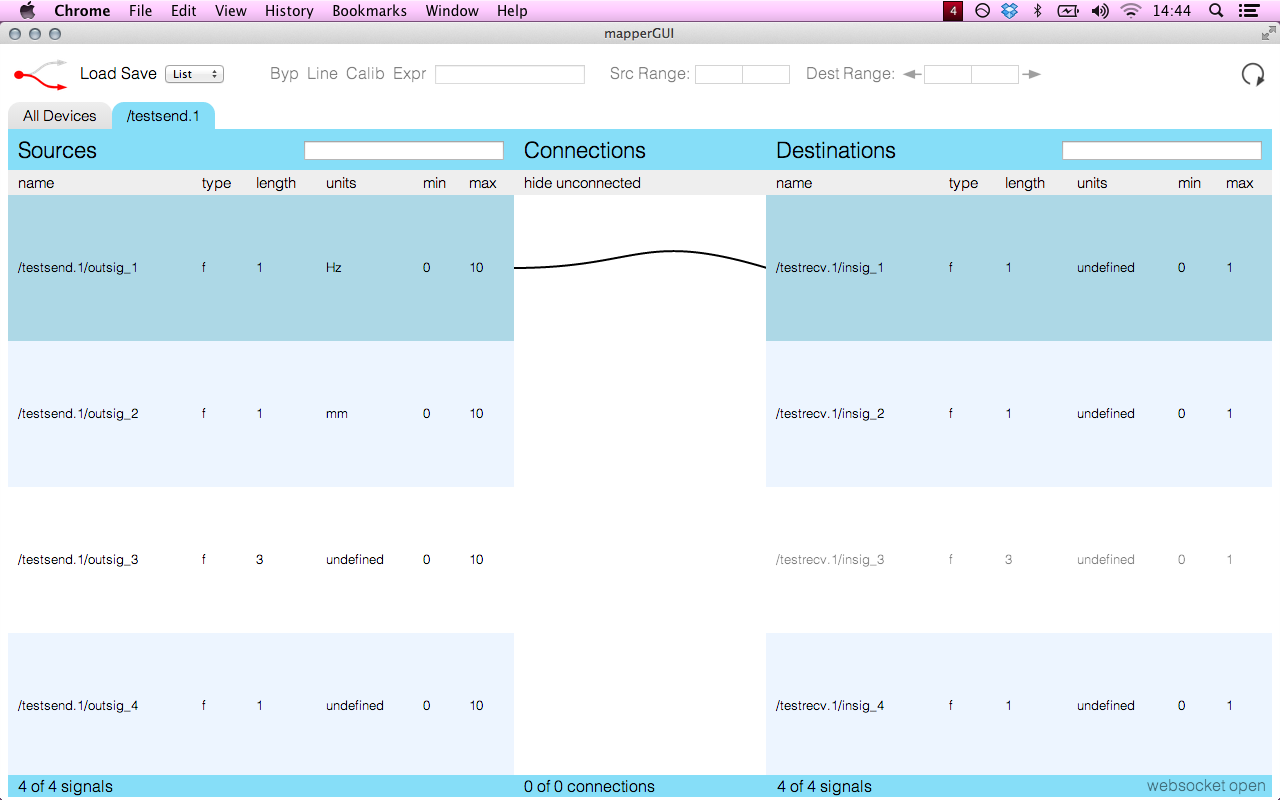 Chrome File Edit View History Bookmarks Window Help 4 14:44
mapperGUI
Load Save List Byp Line Calib Expr Src Range: Dest Range:
All Devices /testsend.1
Sources Connections Destinations
name type length units min max hide unconnected name type length units min max
/testsend.1/outsig_1 f 1 Hz 0 10 /testrecv.1/insig_1 f 1 undefined 0 1
/testsend.1/outsig_2 f 1 mm 0 10 /testrecv.1/insig_2 f 1 undefined 0 1
/testsend.1/outsig_3 f 3 undefined 0 10 /testrecv.1/insig_3 f 3 undefined 0 1
/testsend.1/outsig_4 f 1 undefined 0 10 /testrecv.1/insig_4 f 1 undefined 0 1
4 of 4 signals 0 of 0 connections 4 of 4 signals websocket open